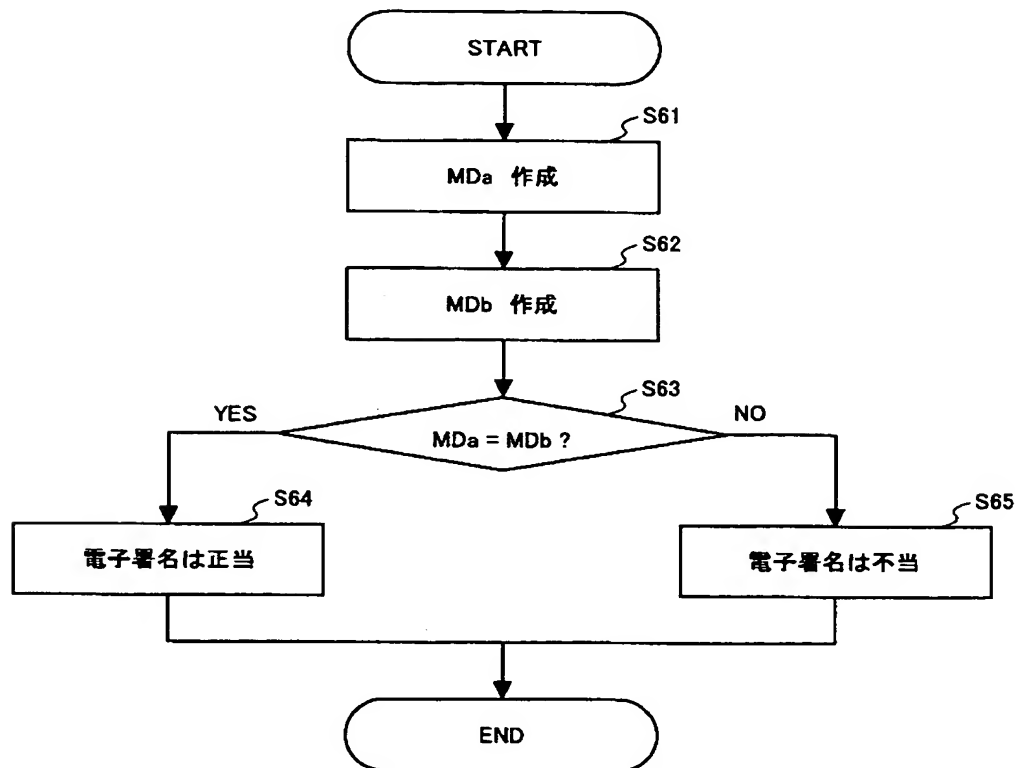 START
S61
MDa 作成
S62
MDb 作成
S63
YES
NO
MDa = MDb ?
S64
S65
電子署名は正当
電子署名は不当
END